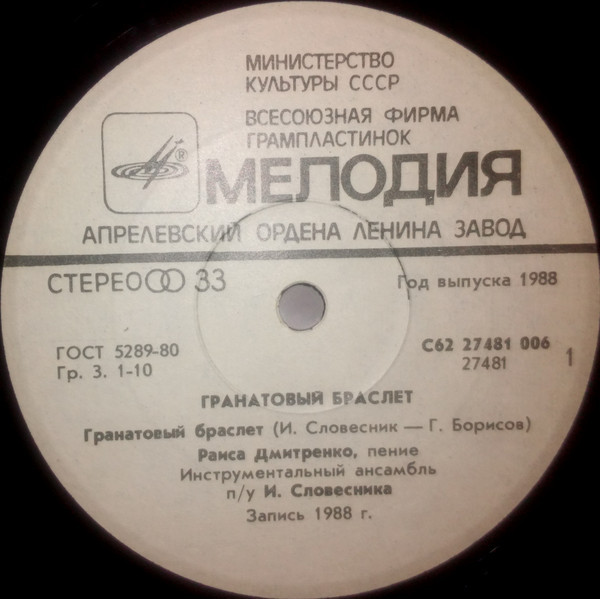 МИНИСТЕРСТВО
КУЛЬТУРЫ СССР
ВСЕСОЮЗНАЯ ФИРМА
ГРАМПЛАСТИНОК
®
МЕЛОДИЯ
АПРЕЛЕВСКИЙ ОРДЕНА ЛЕНИНА ЗАВОД
СТЕРЕО 33
Год выпуска 1988
ГОСТ 5289-80
Гр. 3. 1-10
С62 27481 006
27481
1
ГРАНАТОВЫЙ БРАСЛЕТ
Гранатовый браслет (И. Словесник — Г. Борисов)
Раиса Дмитренко, пение
Инструментальный ансамбль
п/у И. Словесника
Запись 1988 г.